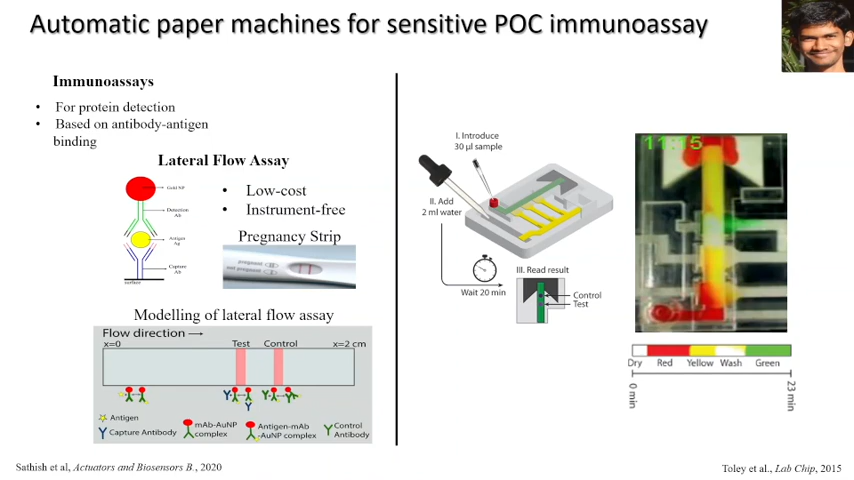 Automatic paper machines for sensitive POC immunoassay
Immunoassays
• For protein detection
• Based on antibody-antigen
binding
Lateral Flow Assay
Gold NP
Detection
Ab
Antigen
Ag
Capture
Ab
surface
• Low-cost
• Instrument-free
Pregnancy Strip
pregnant
not pregnant
Modelling of lateral flow assay
Flow direction
x=0
Test
Control
x=2 cm
Antigen
Capture Antibody
mAb-AuNP
complex
Antigen-mAb
-AuNP complex
Control
Antibody
Sathish et al, Actuators and Biosensors B., 2020
I. Introduce
30 µl sample
II. Add
2 ml water
Wait 20 min
III. Read result
Control
Test
11:15
Dry
Red
Yellow
Wash
Green
0 min
23 min
Toley et al., Lab Chip, 2015